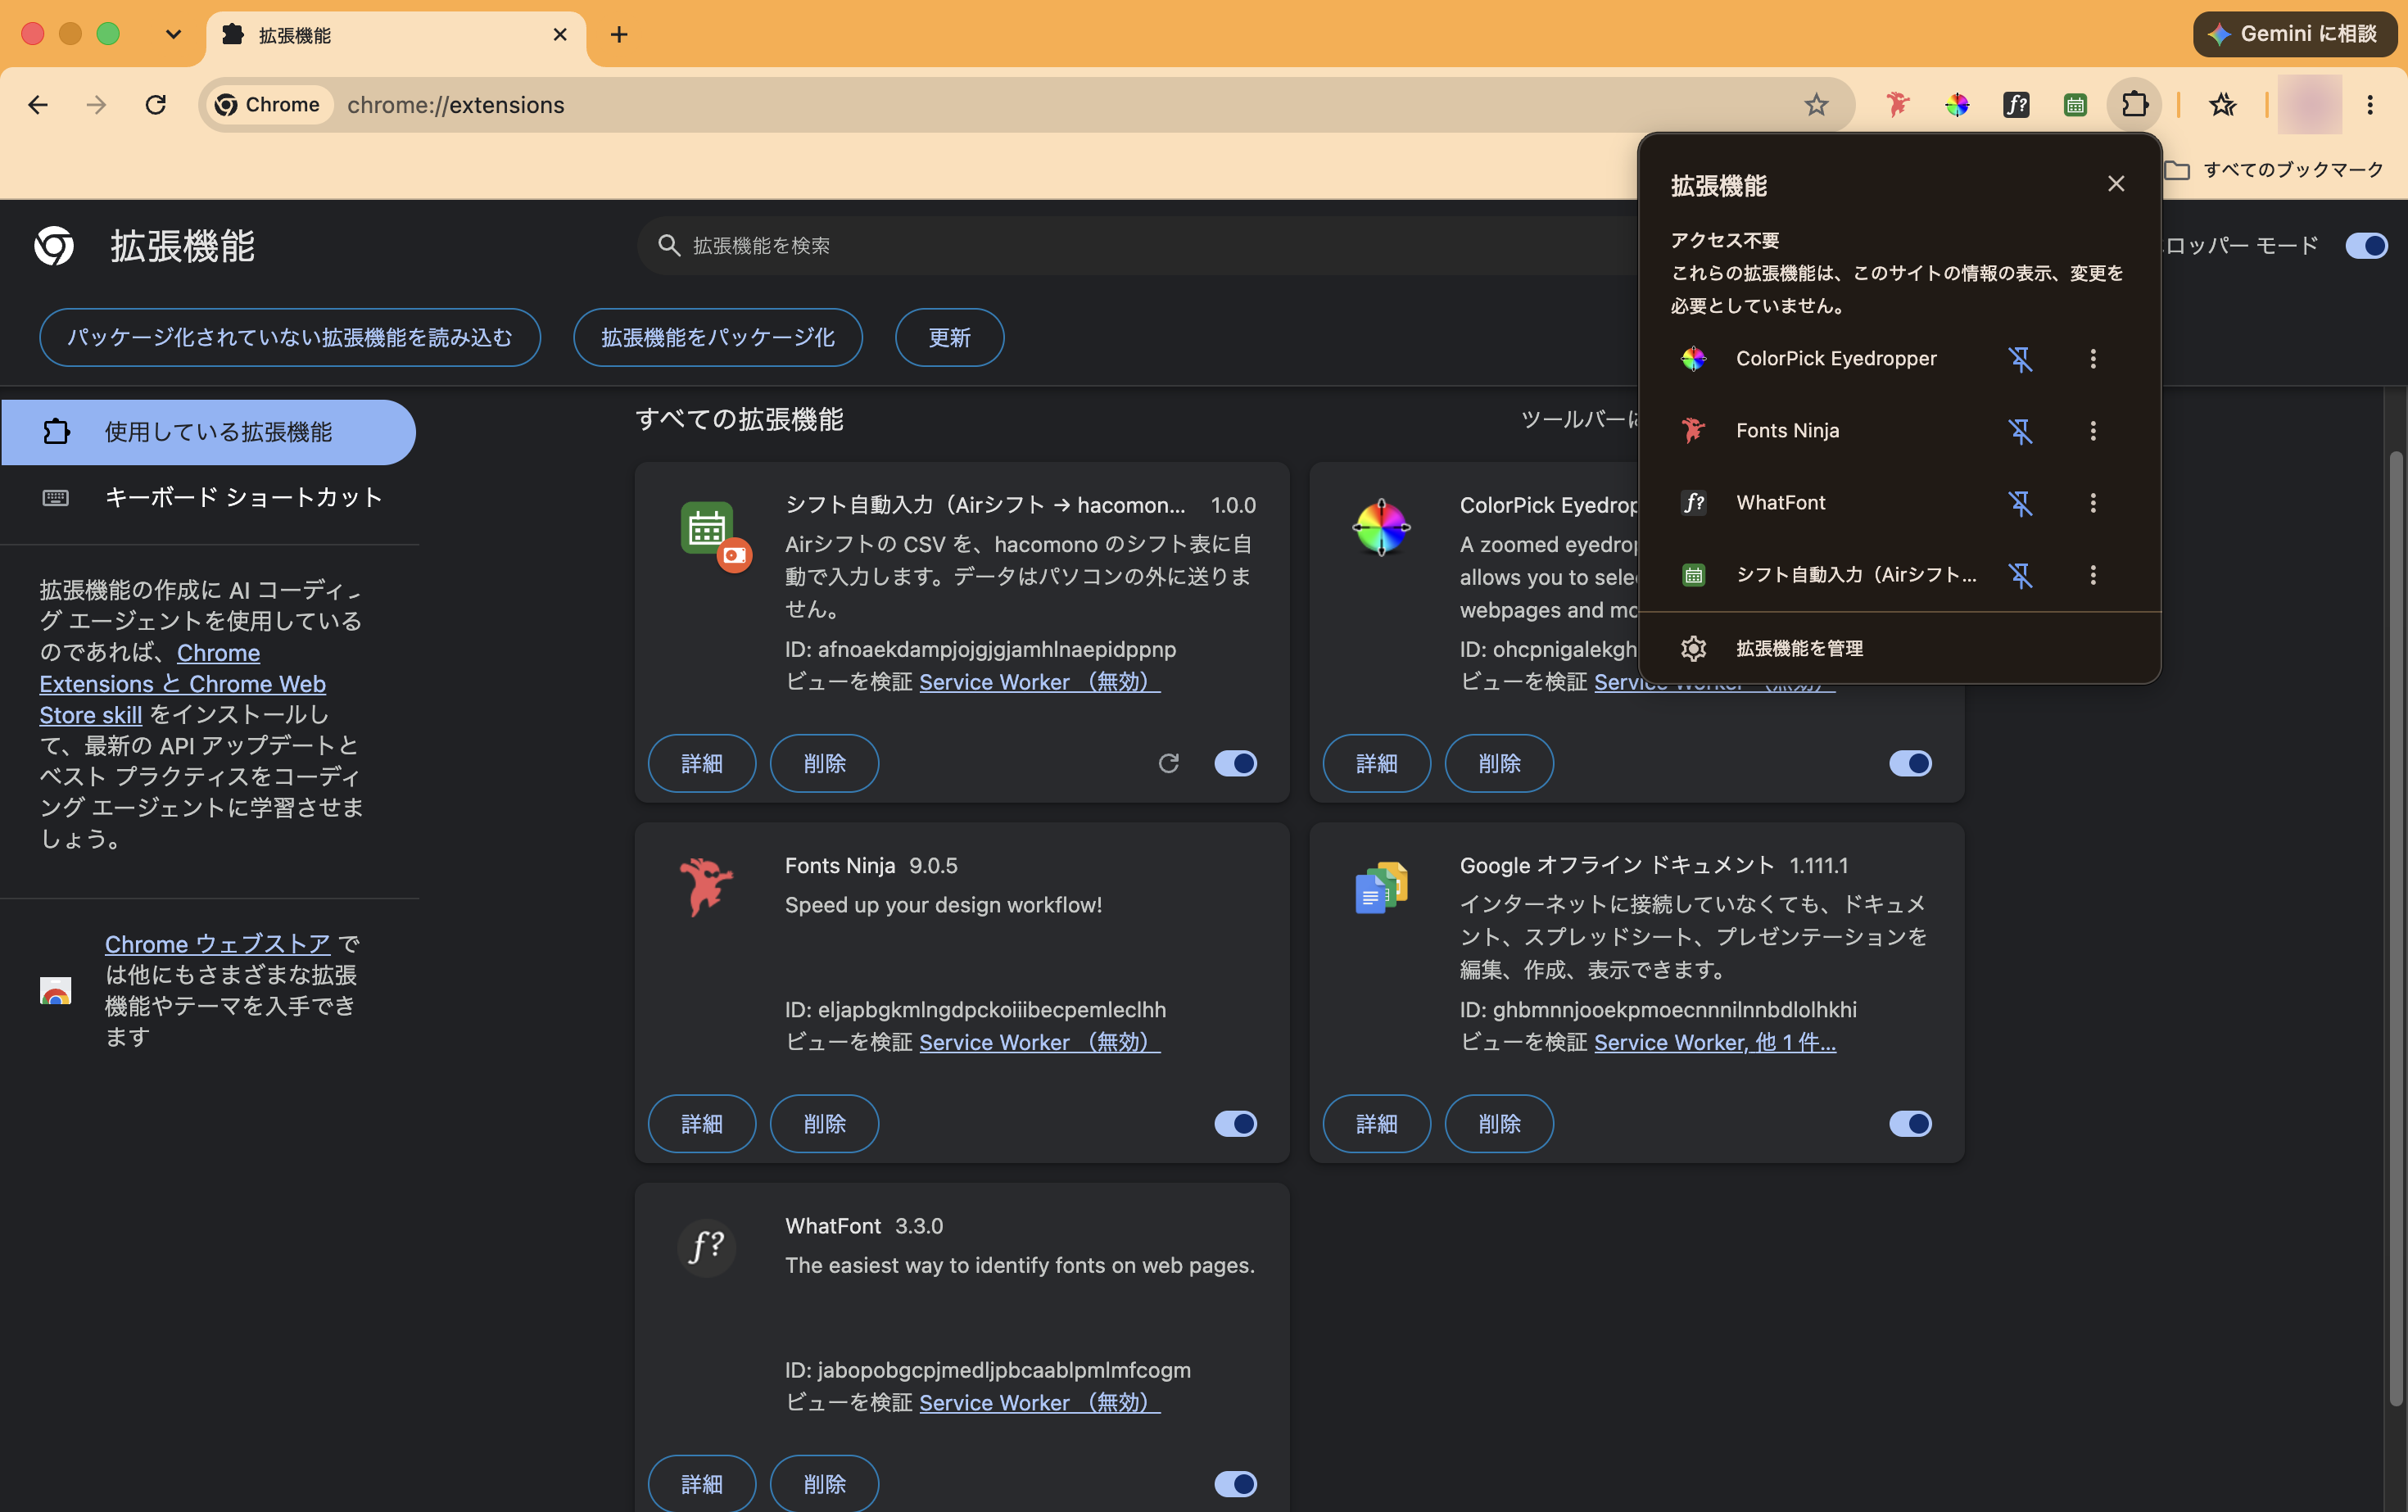 拡張機能
Gemini に相談
Chrome
chrome://extensions
すべてのブックマーク
拡張機能
アクセス不要
これらの拡張機能は、このサイトの情報の表示、変更を
必要としていません。
ColorPick Eyedropper
Fonts Ninja
f? WhatFont
シフト自動入力（Airシフト...
拡張機能を管理
拡張機能
拡張機能を検索
ロッパー モード
パッケージ化されていない拡張機能を読み込む
拡張機能をパッケージ化
更新
使用している拡張機能
キーボード ショートカット
拡張機能の作成に AI コーディン
グ エージェントを使用している
のであれば、Chrome
Extensions と Chrome Web
Store skill をインストールし
て、最新の API アップデートと
ベスト プラクティスをコーディ
ング エージェントに学習させま
しょう。
Chrome ウェブストア で
は他にもさまざまな拡張
機能やテーマを入手でき
ます
すべての拡張機能
ツールバーに
シフト自動入力（Airシフト → hacomon... 1.0.0
Airシフトの CSV を、hacomono のシフト表に自
動で入力します。データはパソコンの外に送りま
せん。
ID: afnoaekdampjojgjgjamhlnaepidppnp
ビューを検証 Service Worker （無効）
詳細
削除
ColorPick Eyedrop
A zoomed eyedrop
allows you to sele
webpages and mo
ID: ohcpnigalekgh
ビューを検証 Service Worker （無効）
詳細
削除
Fonts Ninja 9.0.5
Speed up your design workflow!
ID: eljapbgkmlngdpckoiiibecpemleclhh
ビューを検証 Service Worker （無効）
詳細
削除
Google オフライン ドキュメント 1.111.1
インターネットに接続していなくても、ドキュメ
ント、スプレッドシート、プレゼンテーションを
編集、作成、表示できます。
ID: ghbmnnjooekpmoecnnnilnnbdlolhkhi
ビューを検証 Service Worker, 他 1 件...
詳細
削除
f?
WhatFont 3.3.0
The easiest way to identify fonts on web pages.
ID: jabopobgcpjmedljpbcaablpmlmfcogm
ビューを検証 Service Worker （無効）
詳細
削除